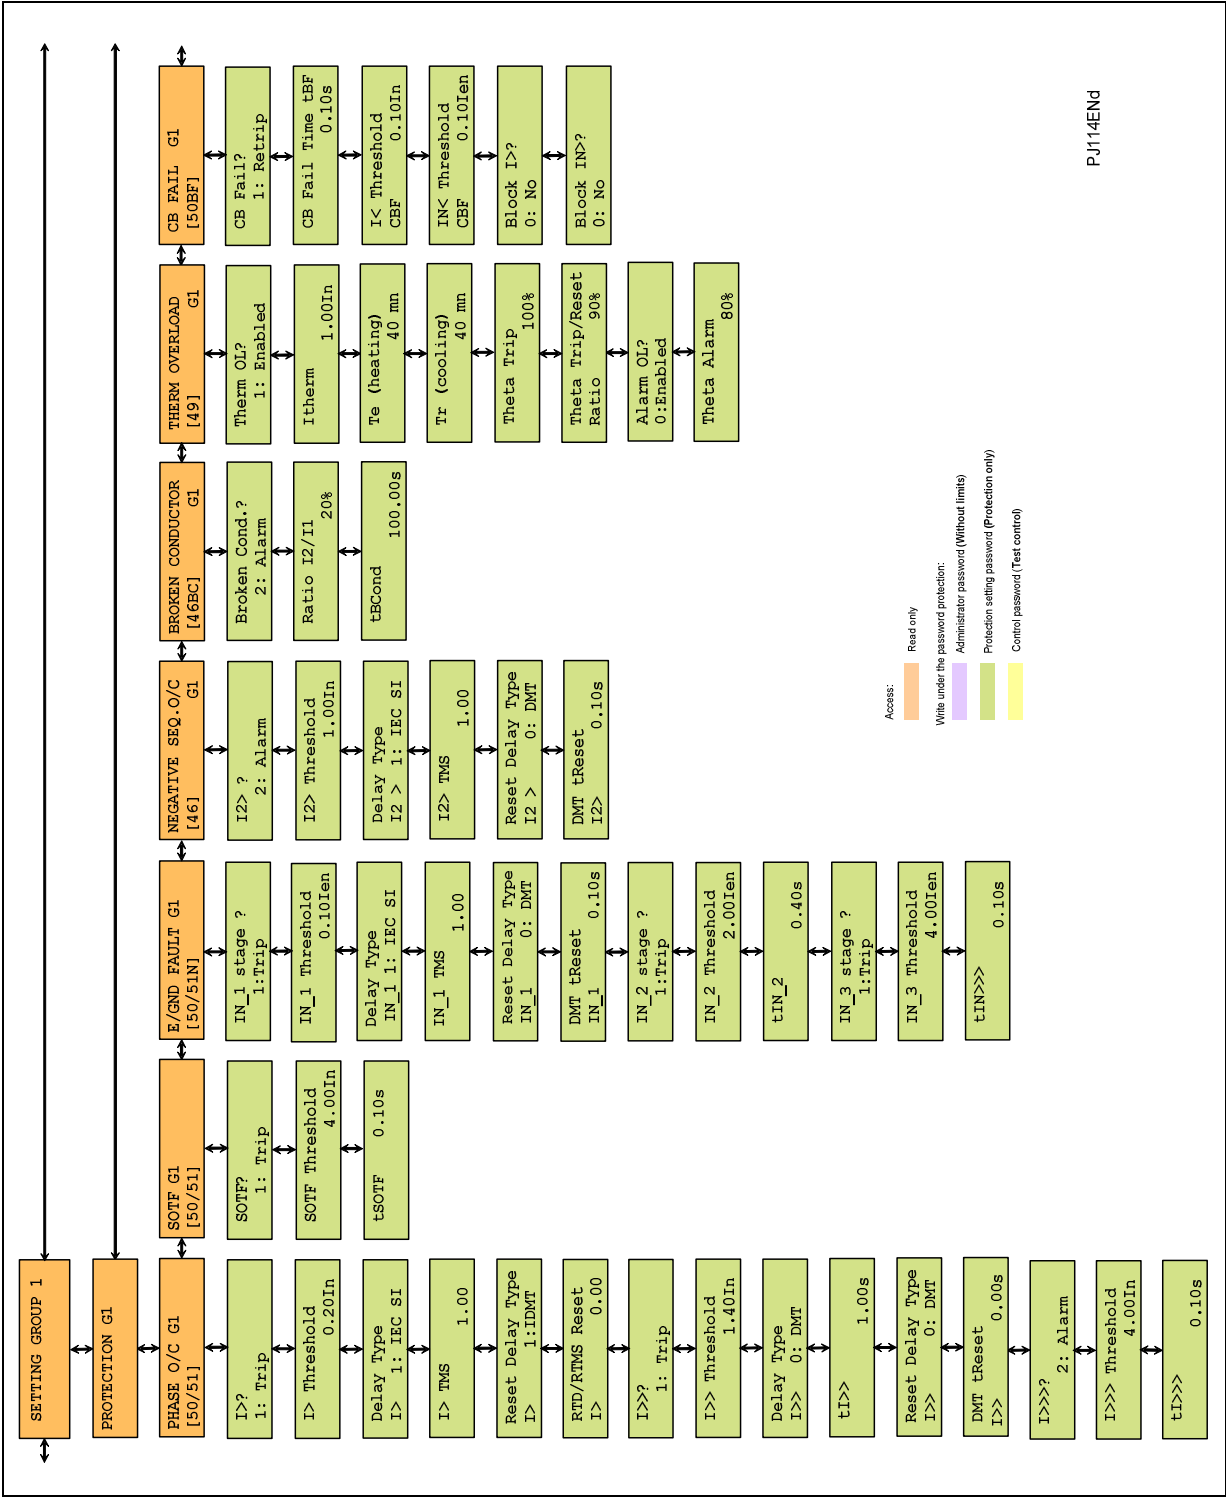 SETTING GROUP 1
PROTECTION G1
PHASE O/C G1
[50/51]
I>?
1: Trip
I> Threshold
0.20In
Delay Type
I> 1: IEC SI
I> TMS
1.00
Reset Delay Type
I> 1:IDMT
RTD/RTMS Reset
I> 0.00
I>>?
1: Trip
I>> Threshold
1.40In
Delay Type
I>> 0: DMT
tI>>
1.00s
Reset Delay Type
I>> 0: DMT
DMT tReset
I>> 0.00s
I>>>?
2: Alarm
I>>> Threshold
4.00In
tI>>>
0.10s
SOTF G1
[50/51]
SOTF?
1: Trip
SOTF Threshold
4.00In
tSOTF 0.10s
E/GND FAULT G1
[50/51N]
IN_1 stage ?
1:Trip
IN_1 Threshold
0.10Ien
Delay Type
IN_1 1: IEC SI
IN_1 TMS
1.00
Reset Delay Type
IN_1 0: DMT
DMT tReset
IN_1 0.10s
IN_2 stage ?
1:Trip
IN_2 Threshold
2.00Ien
tIN_2
0.40s
IN_3 stage ?
1:Trip
IN_3 Threshold
4.00Ien
tIN>>>
0.10s
NEGATIVE SEQ.O/C
[46] G1
I2> ?
2: Alarm
I2> Threshold
1.00In
Delay Type
I2 > 1: IEC SI
I2> TMS
1.00
Reset Delay Type
I2 > 0: DMT
DMT tReset
I2> 0.10s
BROKEN CONDUCTOR
[46BC] G1
Broken Cond.?
2: Alarm
Ratio I2/I1
20%
tBCond
100.00s
THERM OVERLOAD
[49] G1
Therm OL?
1: Enabled
Itherm
1.00In
Te (heating)
40 mn
Tr (cooling)
40 mn
Theta Trip
100%
Theta Trip/Reset
Ratio 90%
Alarm OL?
0:Enabled
Theta Alarm
80%
CB FAIL G1
[50BF]
CB Fail?
1: Retrip
CB Fail Time tBF
0.10s
I< Threshold
CBF 0.10In
IN< Threshold
CBF 0.10Ien
Block I>?
0: No
Block IN>?
0: No
Access:
Read only
Write under the password protection:
Administrator password (Without limits)
Protection setting password (Protection only)
Control password (Test control)
PJ114ENd